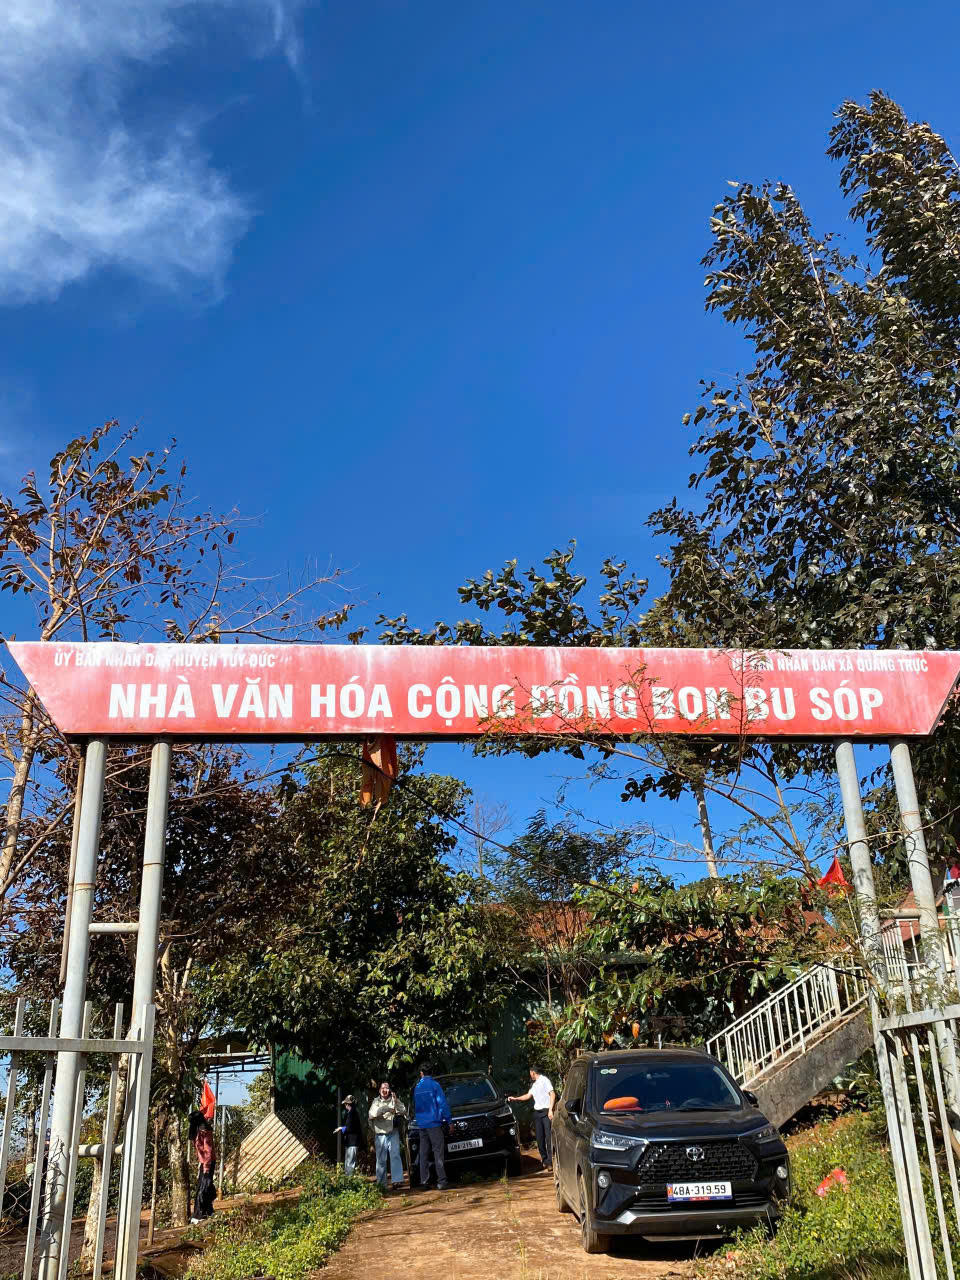 ỦY BAN NHÂN DÂN HUYỆN TUY ĐỨC
ỦY BAN NHÂN DÂN XÃ QUẢNG TRỰC
NHÀ VĂN HÓA CỘNG ĐỒNG BON BU SÓP
48A-319.59